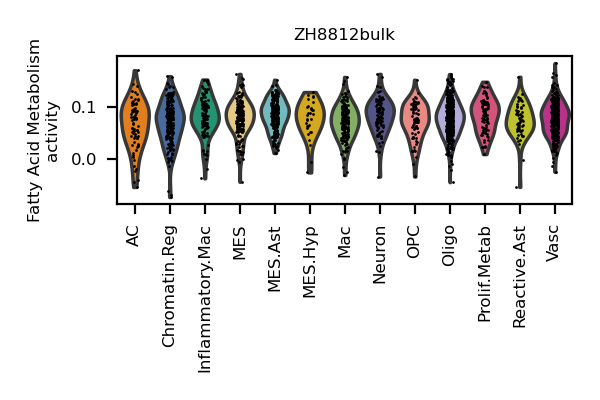 ZH8812bulk
Fatty Acid Metabolism
activity
0.1
0.0
AC
Chromatin.Reg
Inflammatory.Mac
MES
MES.Ast
MES.Hyp
Mac
Neuron
OPC
Oligo
Prolif.Metab
Reactive.Ast
Vasc